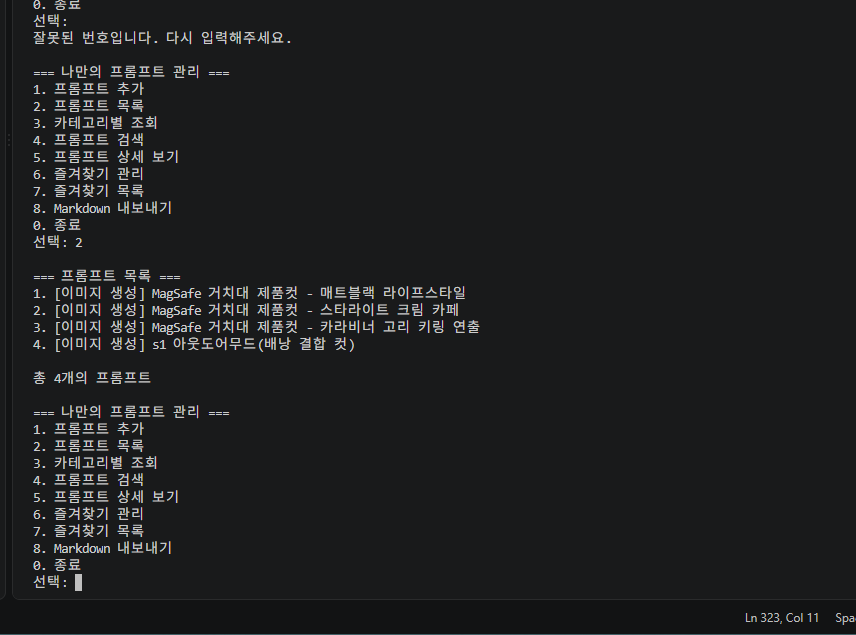 0. 종료
선택:
잘못된 번호입니다. 다시 입력해주세요.
=== 나만의 프롬프트 관리 ===
1. 프롬프트 추가
2. 프롬프트 목록
3. 카테고리별 조회
4. 프롬프트 검색
5. 프롬프트 상세 보기
6. 즐겨찾기 관리
7. 즐겨찾기 목록
8. Markdown 내보내기
0. 종료
선택: 2
=== 프롬프트 목록 ===
1. [이미지 생성] MagSafe 거치대 제품컷 - 매트블랙 라이프스타일
2. [이미지 생성] MagSafe 거치대 제품컷 - 스타라이트 크림 카페
3. [이미지 생성] MagSafe 거치대 제품컷 - 카라비너 고리 키링 연출
4. [이미지 생성] s1 아웃도어무드(배낭 결합 컷)
총 4개의 프롬프트
=== 나만의 프롬프트 관리 ===
1. 프롬프트 추가
2. 프롬프트 목록
3. 카테고리별 조회
4. 프롬프트 검색
5. 프롬프트 상세 보기
6. 즐겨찾기 관리
7. 즐겨찾기 목록
8. Markdown 내보내기
0. 종료
선택:
Ln 323, Col 11 Spa